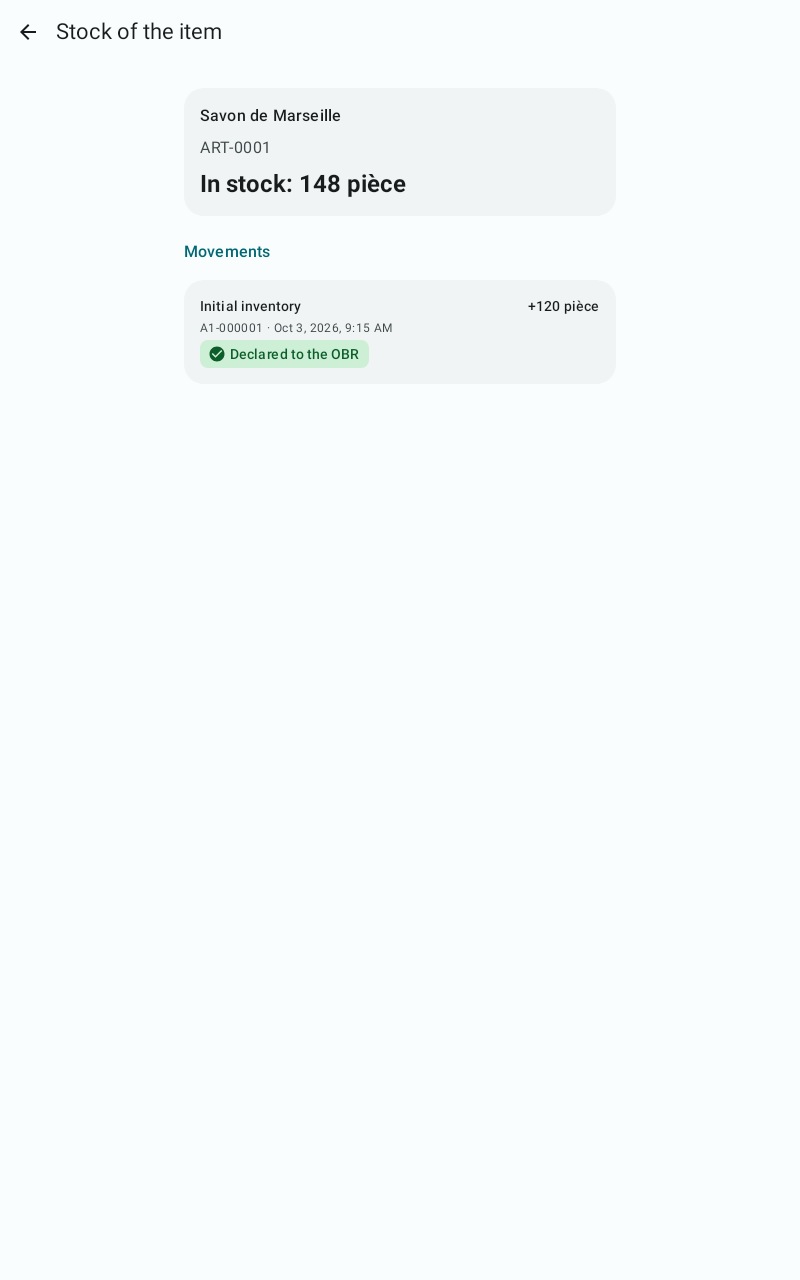 Stock of the item
Savon de Marseille
ART-0001
In stock: 148 pièce
Movements
Initial inventory
+120 pièce
A1-000001 · Oct 3, 2026, 9:15 AM
Declared to the OBR